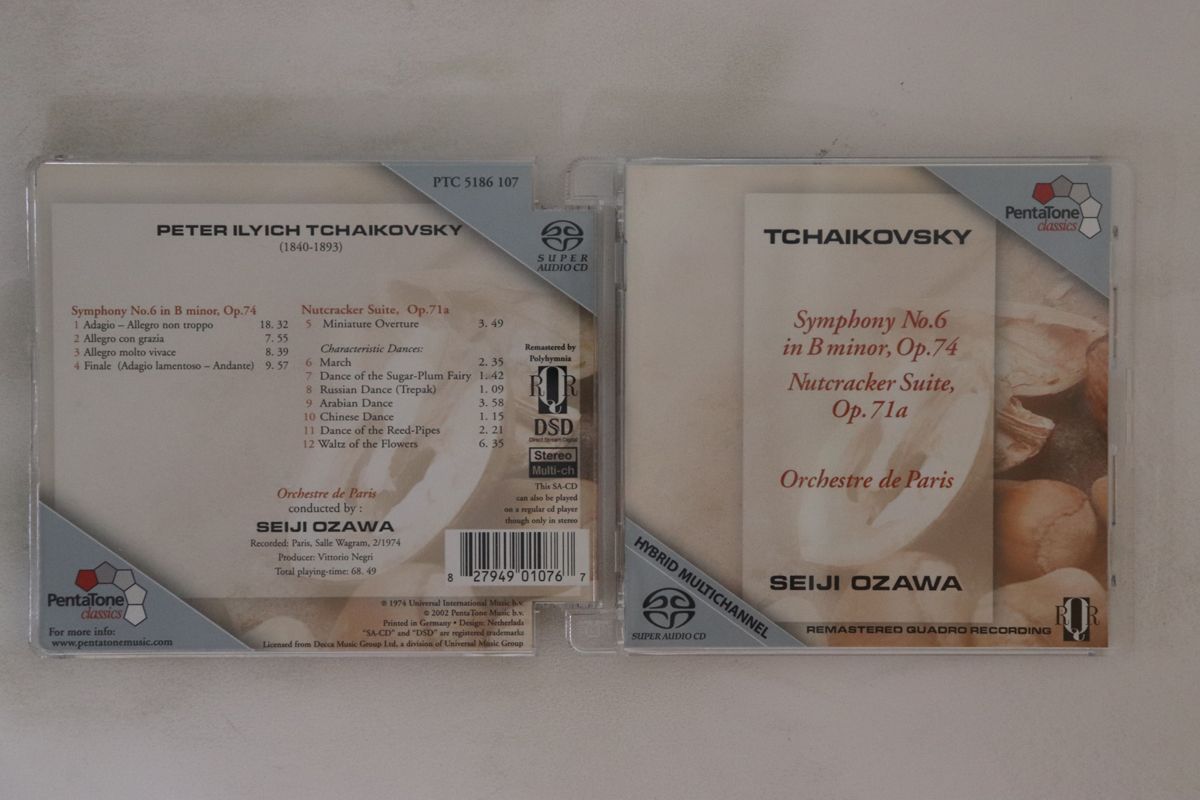 PTC 5186 107
PETER ILYICH TCHAIKOVSKY
(1840-1893)
SUPER
AUDIO CD
Symphony No.6 in B minor, Op.74
1 Adagio – Allegro non troppo 18. 32
2 Allegro con grazia 7. 55
3 Allegro molto vivace 8. 39
4 Finale (Adagio lamentoso – Andante) 9. 57
Nutcracker Suite, Op.71a
5 Miniature Overture 3. 49
Characteristic Dances:
6 March 2. 35
7 Dance of the Sugar-Plum Fairy 1. 42
8 Russian Dance (Trepak) 1. 09
9 Arabian Dance 3. 58
10 Chinese Dance 1. 15
11 Dance of the Reed-Pipes 2. 21
12 Waltz of the Flowers 6. 35
Remastered by
Polyhymnia
RQR
DSD
Direct Stream Digital
Stereo
Multi-ch
This SA-CD
can also be played
on a regular cd player
though only in stereo
Orchestre de Paris
conducted by :
SEIJI OZAWA
Recorded: Paris, Salle Wagram, 2/1974
Producer: Vittorio Negri
Total playing-time: 68. 49
8 27949 01076 7
PentaTone
classics
For more info:
www.pentatonemusic.com
℗ 1974 Universal International Music b.v.
© 2002 PentaTone Music b.v.
Printed in Germany • Design: Netherlads
"SA-CD" and "DSD" are registered trademarks
Licensed from Decca Music Group Ltd, a division of Universal Music Group
PentaTone
classics
TCHAIKOVSKY
Symphony No.6
in B minor, Op.74
Nutcracker Suite,
Op.71a
Orchestre de Paris
SEIJI OZAWA
HYBRID MULTICHANNEL
SUPER AUDIO CD
REMASTERED QUADRO RECORDING RQR